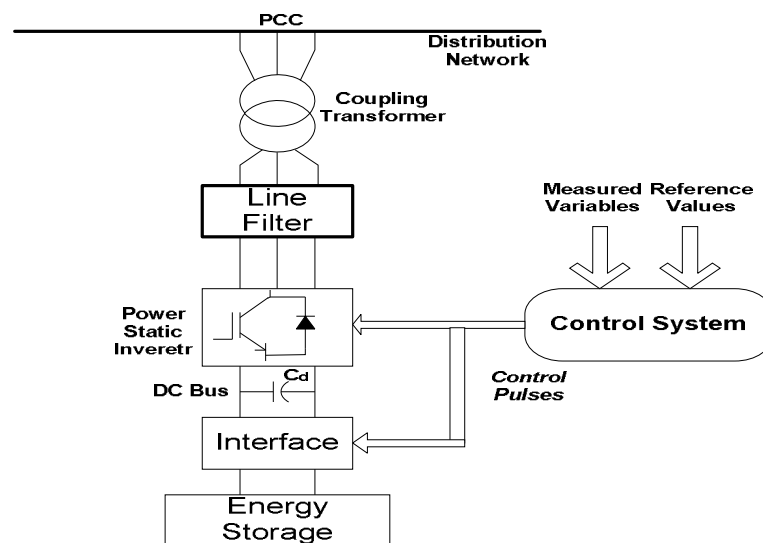 PCC
Distribution
Network
Coupling
Transformer
Line
Filter
Measured
Variables
Reference
Values
Power
Static
Inveretr
Control System
Cd
DC Bus
Control
Pulses
Interface
Energy
Storage